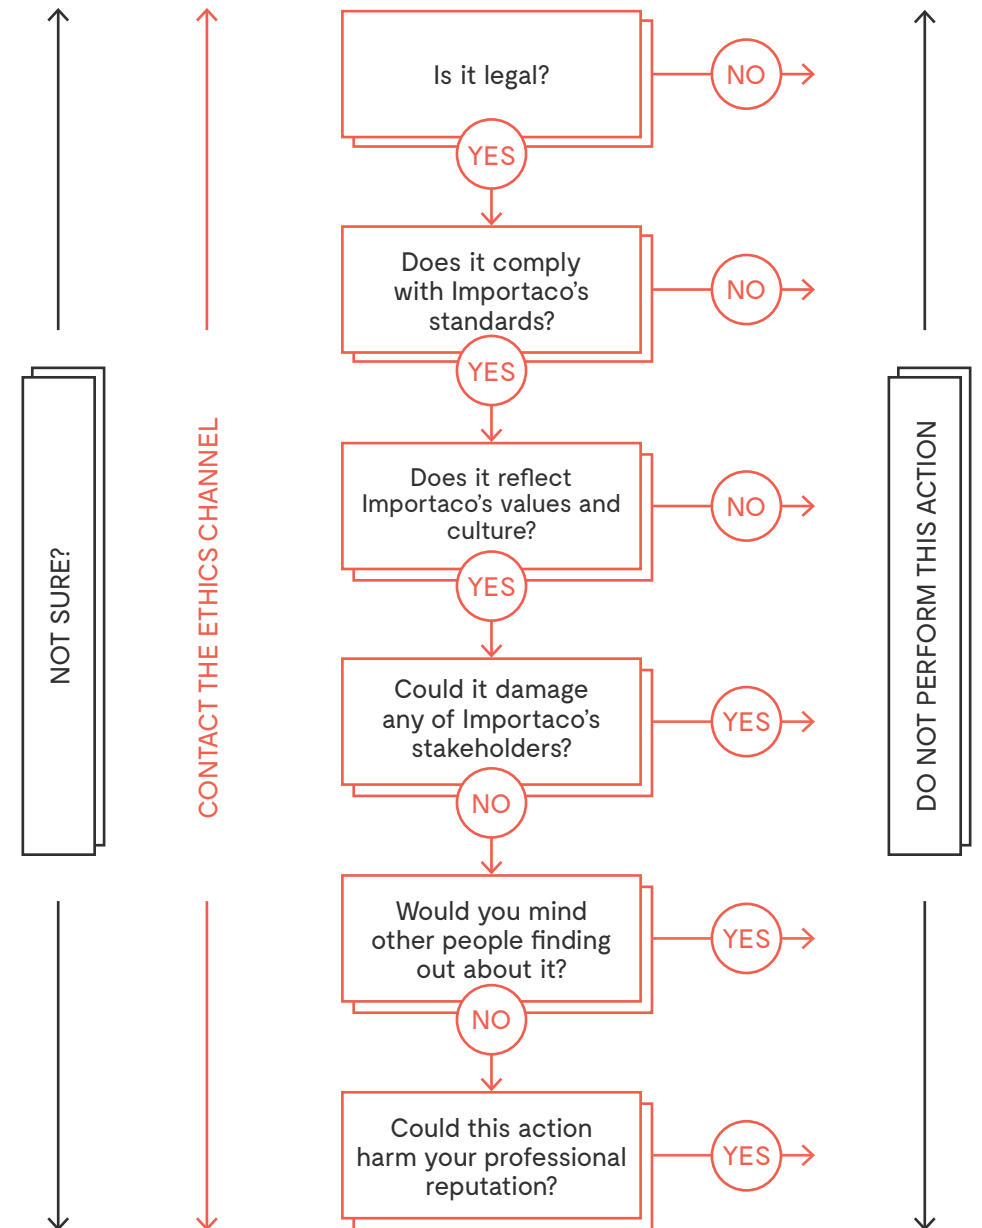 Is it legal?
NO
YES
Does it comply
with Importaco’s
standards?
NO
YES
Does it reflect
Importaco’s values and
culture?
NO
YES
Could it damage
any of Importaco’s
stakeholders?
YES
NO
Would you mind
other people finding
out about it?
YES
NO
Could this action
harm your professional
reputation?
YES
NOT SURE?
CONTACT THE ETHICS CHANNEL
DO NOT PERFORM THIS ACTION